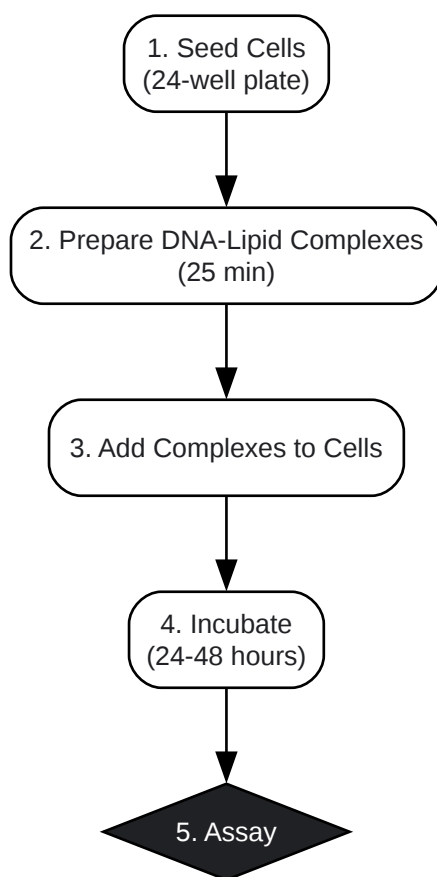 1. Seed Cells
(24-well plate)
2. Prepare DNA-Lipid Complexes
(25 min)
3. Add Complexes to Cells
4. Incubate
(24-48 hours)
5. Assay